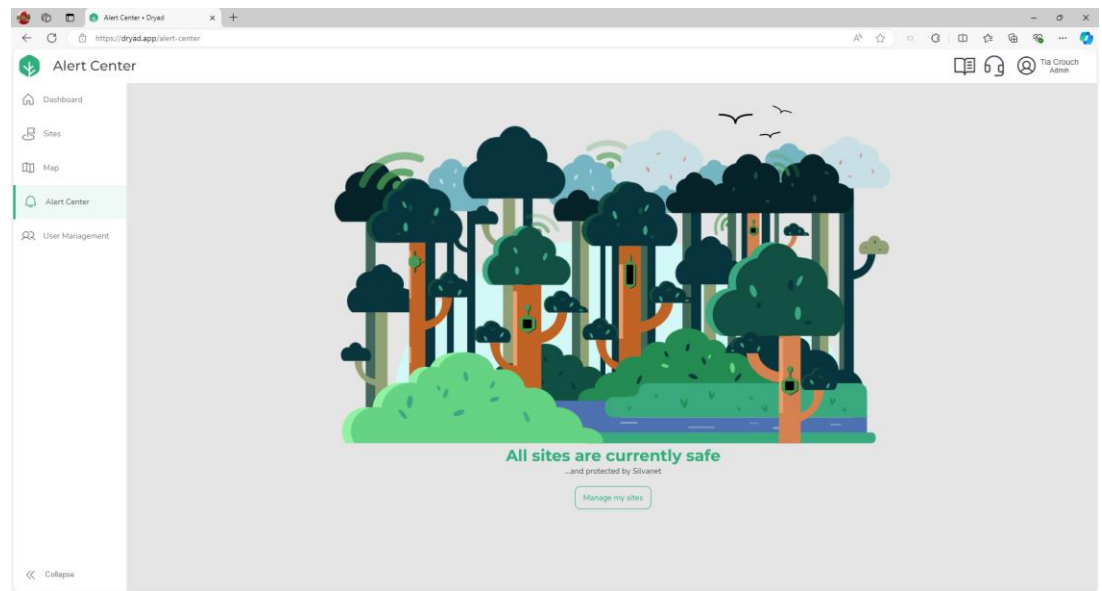 Alert Center • Dryad
https://dryad.app/alert-center
Alert Center
Tia Crouch
Admin
Dashboard
Sites
Map
Alert Center
User Management
All sites are currently safe
...and protected by Silvanet
Manage my sites
Collapse